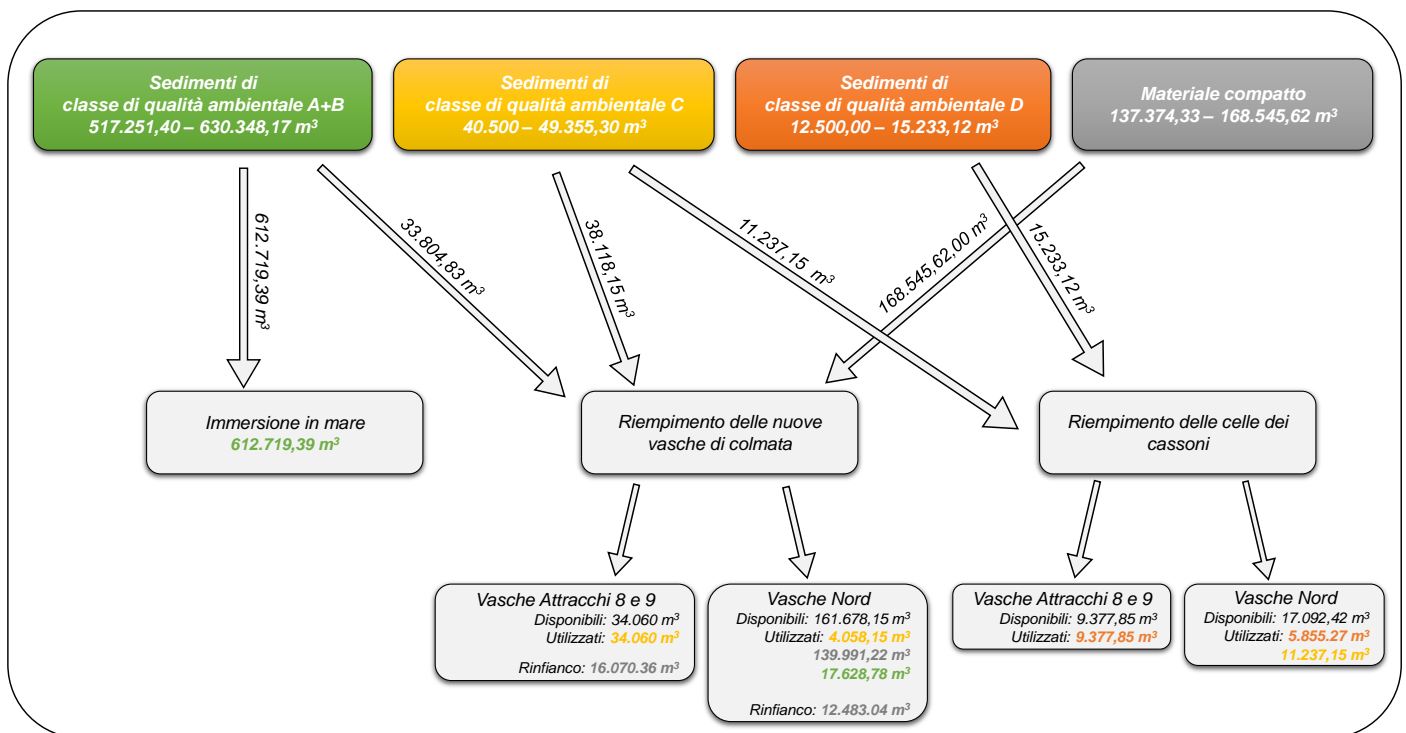 Sedimenti di
classe di qualità ambientale A+B
517.251,40 – 630.348,17 m³
Sedimenti di
classe di qualità ambientale C
40.500 – 49.355,30 m³
Sedimenti di
classe di qualità ambientale D
12.500,00 – 15.233,12 m³
Materiale compatto
137.374,33 – 168.545,62 m³
612.719,39 m³
33.804,83 m³
38.118,15 m³
11.237,15 m³
168.545,62,00 m³
15.233,12 m³
Immersione in mare
612.719,39 m³
Riempimento delle nuove
vasche di colmata
Riempimento delle celle dei
cassoni
Vasche Attracchi 8 e 9
Disponibili: 34.060 m³
Utilizzati: 34.060 m³
Rinfianco: 16.070.36 m³
Vasche Nord
Disponibili: 161.678,15 m³
Utilizzati: 4.058,15 m³
139.991,22 m³
17.628,78 m³
Rinfianco: 12.483.04 m³
Vasche Attracchi 8 e 9
Disponibili: 9.377,85 m³
Utilizzati: 9.377,85 m³
Vasche Nord
Disponibili: 17.092,42 m³
Utilizzati: 5.855.27 m³
11.237,15 m³